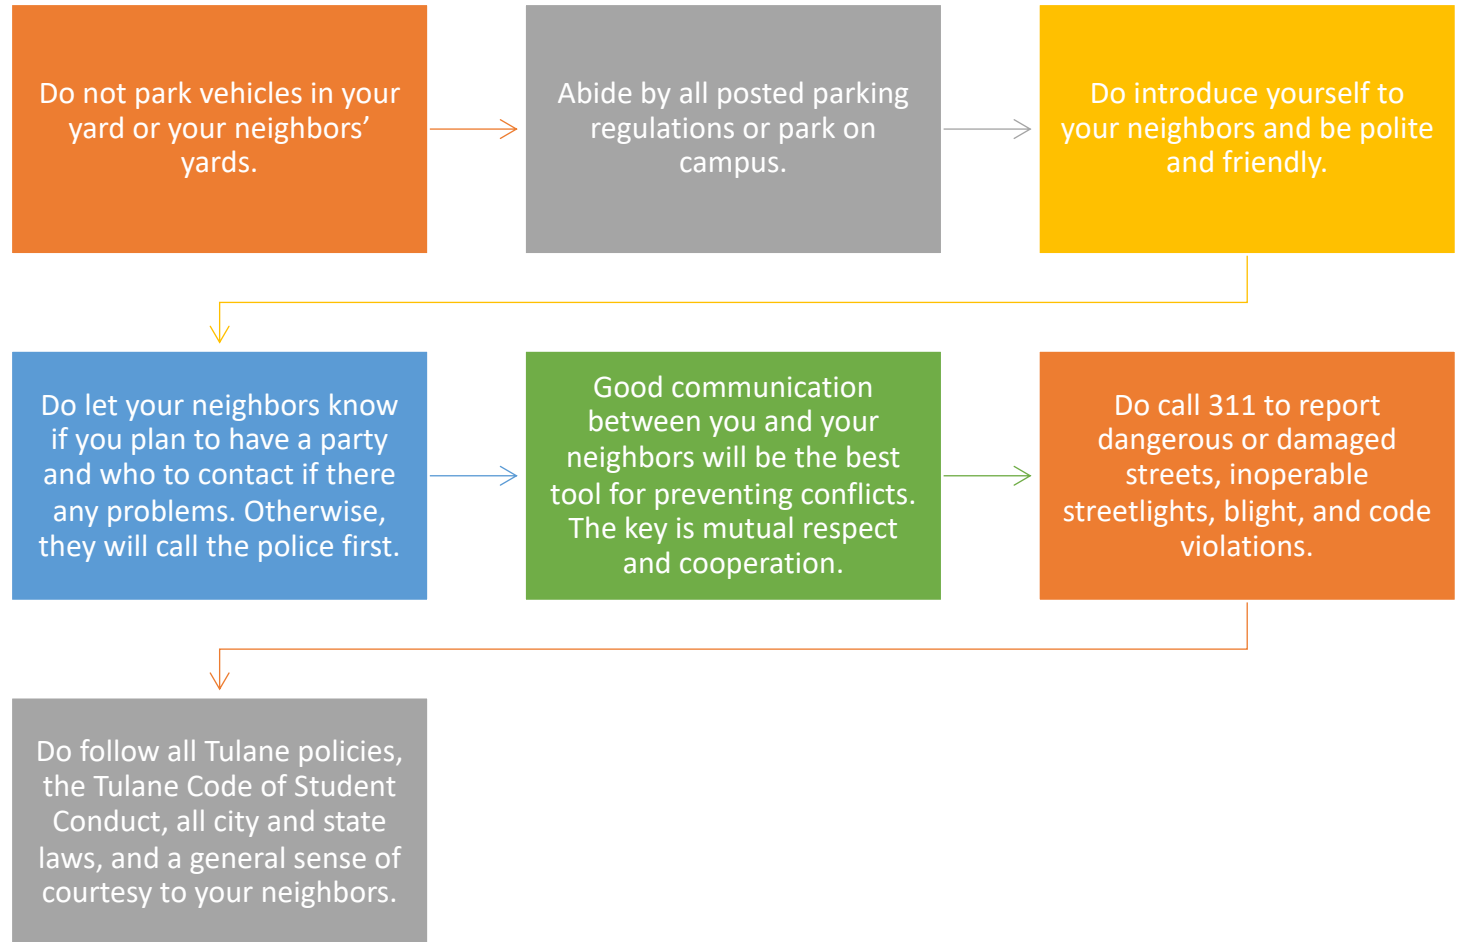 Do not park vehicles in your
yard or your neighbors’
yards.
Abide by all posted parking
regulations or park on
campus.
Do introduce yourself to
your neighbors and be polite
and friendly.
Do let your neighbors know
if you plan to have a party
and who to contact if there
any problems. Otherwise,
they will call the police first.
Good communication
between you and your
neighbors will be the best
tool for preventing conflicts.
The key is mutual respect
and cooperation.
Do call 311 to report
dangerous or damaged
streets, inoperable
streetlights, blight, and code
violations.
Do follow all Tulane policies,
the Tulane Code of Student
Conduct, all city and state
laws, and a general sense of
courtesy to your neighbors.